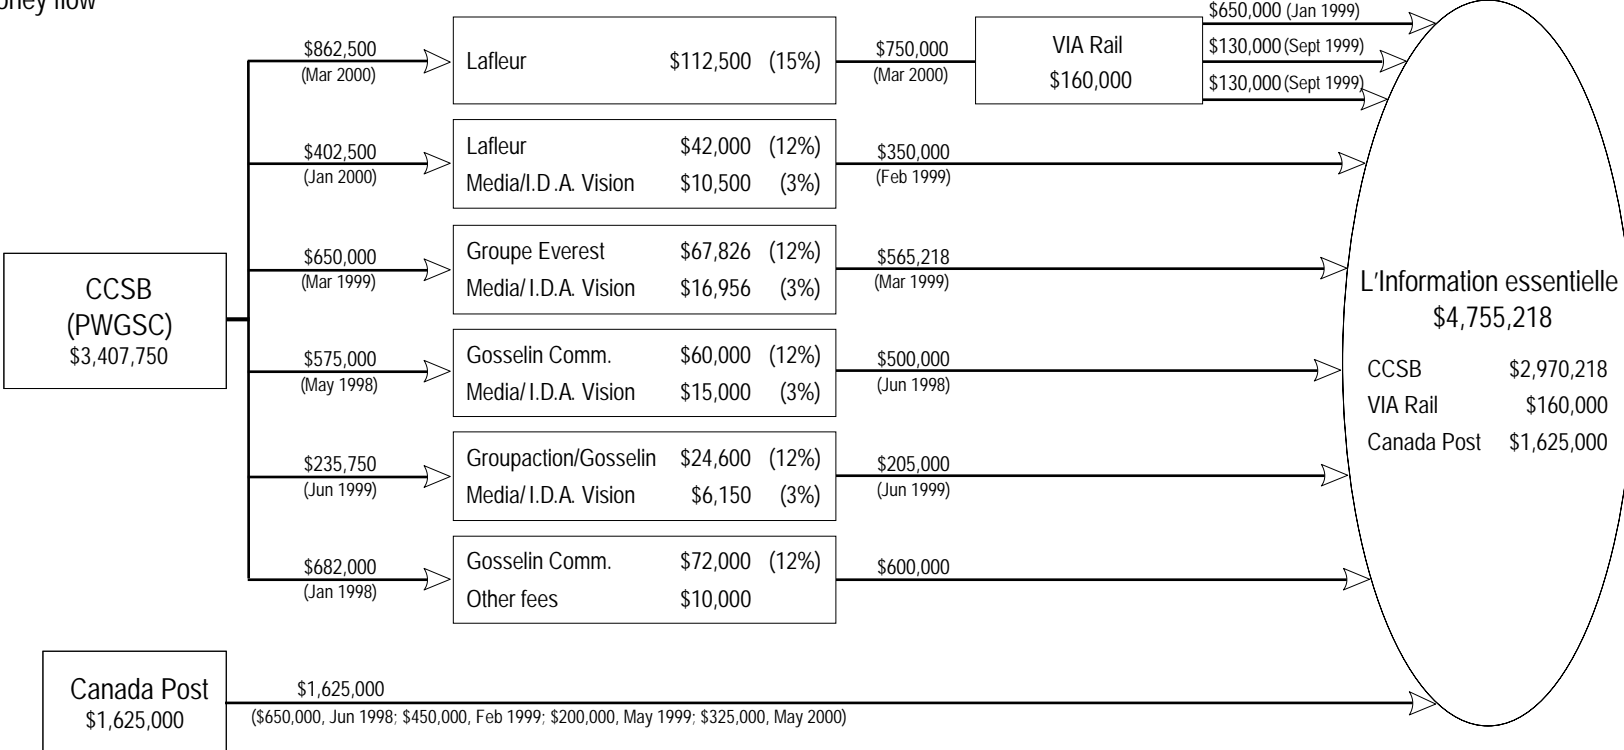 $650,000 (Jan 1999)
$862,500
(Mar 2000)
Lafleur $112,500 (15%)
$750,000
(Mar 2000)
VIA Rail
$160,000
$130,000 (Sept 1999)
$130,000 (Sept 1999)
$402,500
(Jan 2000)
Lafleur $42,000 (12%)
Media/I.D.A. Vision $10,500 (3%)
$350,000
(Feb 1999)
$650,000
(Mar 1999)
Groupe Everest $67,826 (12%)
Media/I.D.A. Vision $16,956 (3%)
$565,218
(Mar 1999)
CCSB
(PWGSC)
$3,407,750
$575,000
(May 1998)
Gosselin Comm. $60,000 (12%)
Media/I.D.A. Vision $15,000 (3%)
$500,000
(Jun 1998)
L'Information essentielle
$4,755,218
CCSB $2,970,218
VIA Rail $160,000
Canada Post $1,625,000
$235,750
(Jun 1999)
Groupaction/Gosselin $24,600 (12%)
Media/I.D.A. Vision $6,150 (3%)
$205,000
(Jun 1999)
$682,000
(Jan 1998)
Gosselin Comm. $72,000 (12%)
Other fees $10,000
$600,000
Canada Post
$1,625,000
$1,625,000
($650,000, Jun 1998; $450,000, Feb 1999; $200,000, May 1999; $325,000, May 2000)